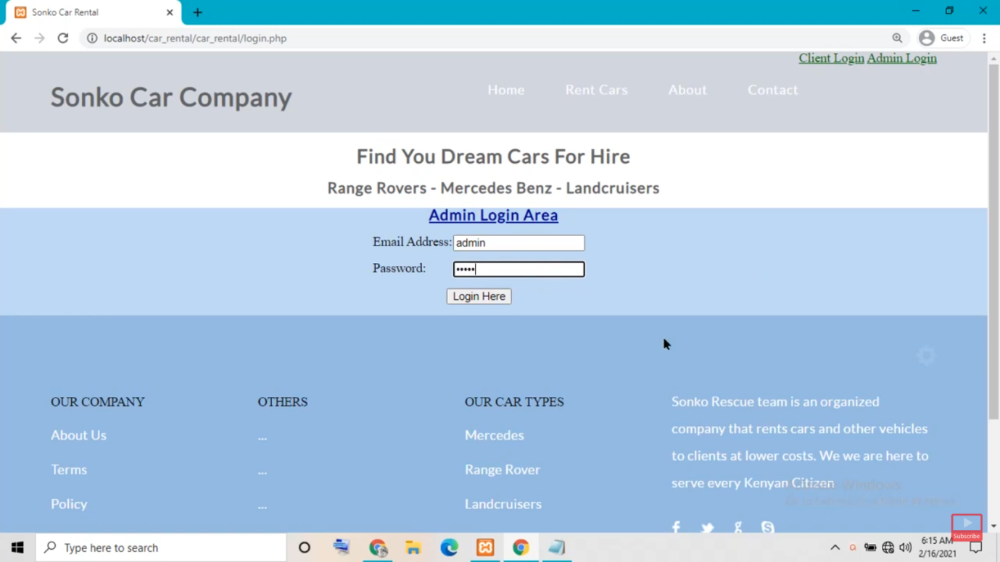 Sonko Car Rental
localhost/car_rental/car_rental/login.php
Guest
Client Login Admin Login
Sonko Car Company
Home Rent Cars About Contact
Find You Dream Cars For Hire
Range Rovers - Mercedes Benz - Landcruisers
Admin Login Area
Email Address: admin
Password: •••••
Login Here
OUR COMPANY
About Us
Terms
Policy
OTHERS
...
...
...
OUR CAR TYPES
Mercedes
Range Rover
Landcruisers
Sonko Rescue team is an organized
company that rents cars and other vehicles
to clients at lower costs. We we are here to
serve every Kenyan Citizen
Windows
Subscribe
Type here to search
6:15 AM
2/16/2021